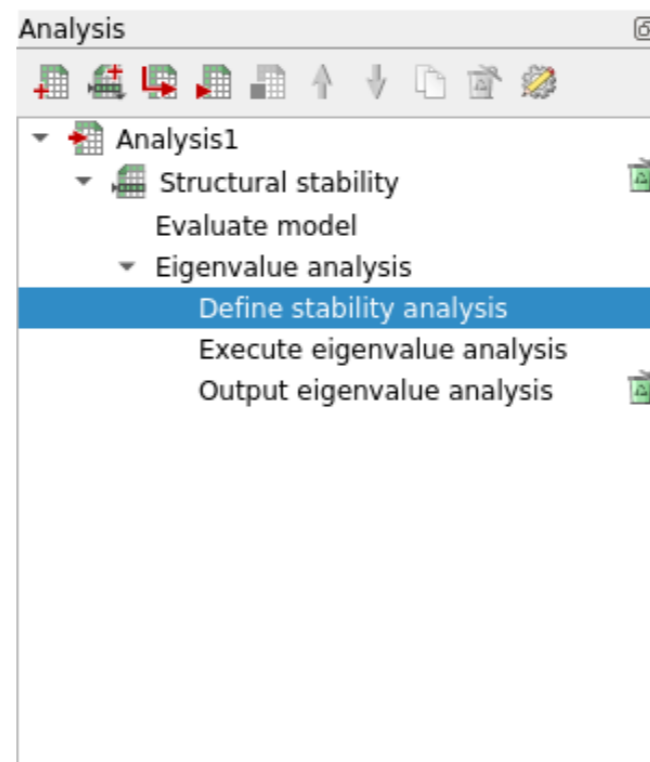 Analysis
Analysis1
Structural stability
Evaluate model
Eigenvalue analysis
Define stability analysis
Execute eigenvalue analysis
Output eigenvalue analysis